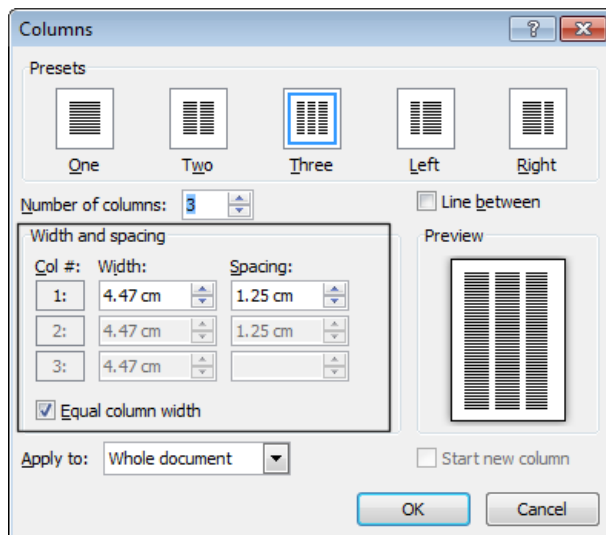 Columns
Presets
One Two Three Left Right
Number of columns: 3 Line between
Width and spacing Preview
Col #: Width: Spacing:
1: 4.47 cm 1.25 cm
2: 4.47 cm 1.25 cm
3: 4.47 cm
Equal column width
Apply to: Whole document Start new column
OK Cancel